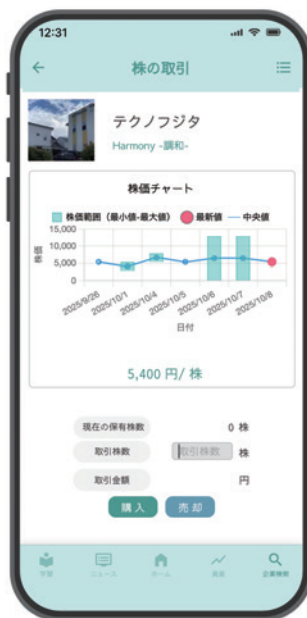 12:31
株の取引
テクノフジタ
Harmony -調和-
株価チャート
株価範囲（最小値-最大値） 最新値 中央値
15,000
10,000
5,000
0
株価
2025/9/26 2025/10/1 2025/10/4 2025/10/5 2025/10/6 2025/10/7 2025/10/8
日付
5,400 円/ 株
現在の保有株数 0 株
取引株数 取引株数 株
取引金額 円
購入 売却
学習 ニュース ホーム 企業検索